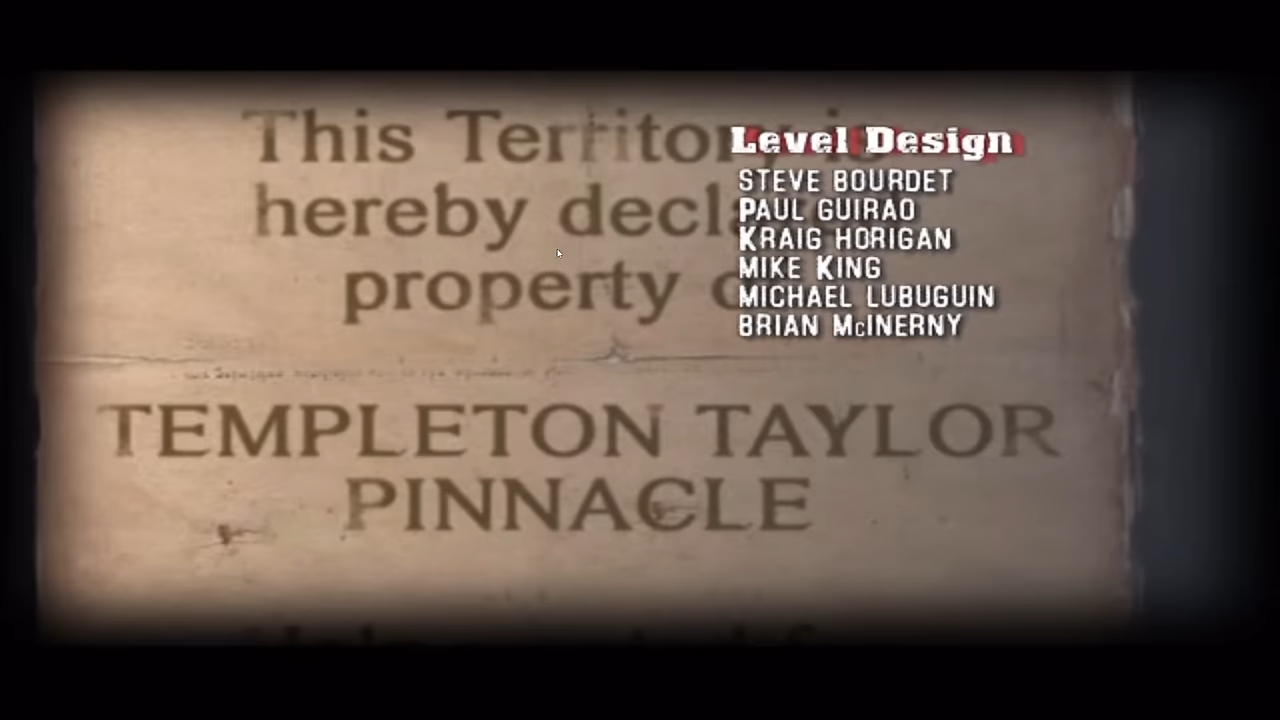 This Territory is
hereby decl
property o
TEMPLETON TAYLOR
PINNACLE
Level Design
STEVE BOURDET
PAUL GUIRAO
KRAIG HORIGAN
MIKE KING
MICHAEL LUBUGUIN
BRIAN McINERNY